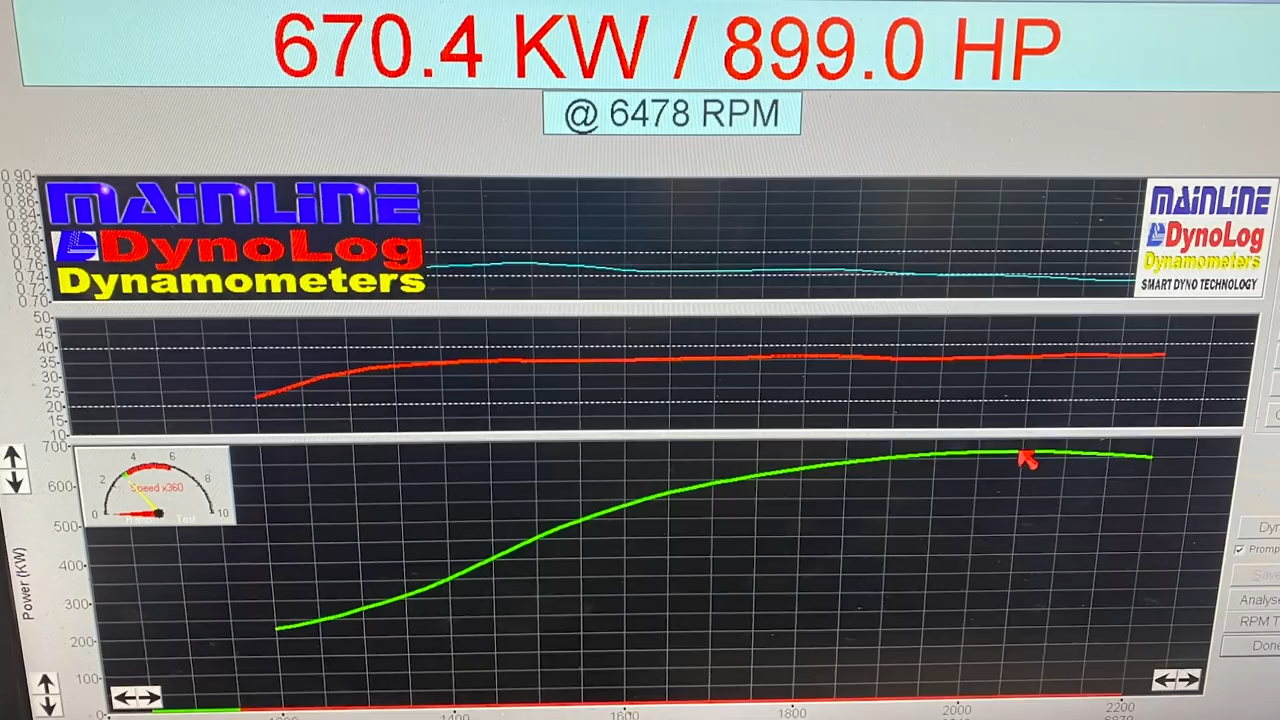 670.4 KW / 899.0 HP
@ 6478 RPM
0.90
0.88
0.86
0.84
0.82
0.80
0.78
0.76
0.74
0.72
0.70
MAINLINE
DynoLog
Dynamometers
MAINLINE
DynoLog
Dynamometers
SMART DYNO TECHNOLOGY
50
45
40
35
30
25
20
15
10
700
600
500
400
300
200
100
0
Power (KW)
0 2 4 6 8 10
Speed x360
Promp
Analyse
RPM T
Done
1400 1600 1800 2000 2200